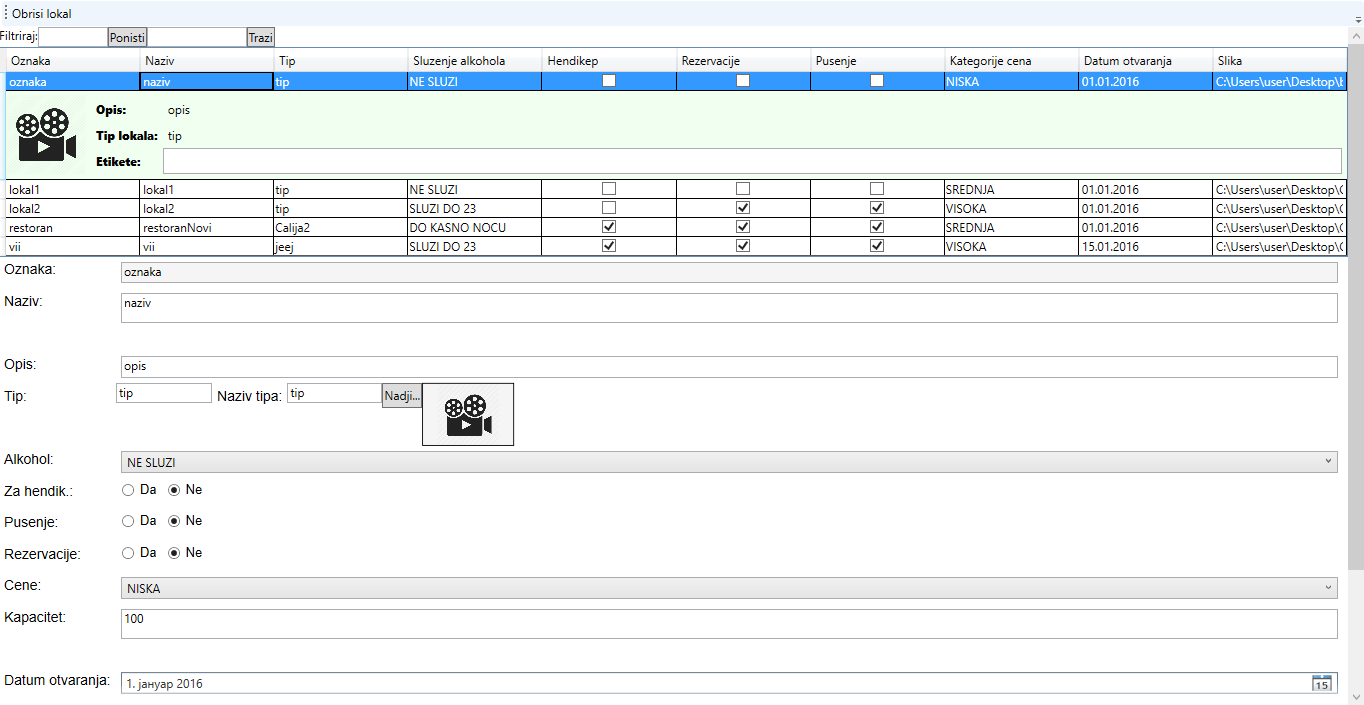 Obrisi lokal
Filtriraj: Ponisti Trazi
Oznaka Naziv Tip Sluzenje alkohola Hendikep Rezervacije Pusenje Kategorije cena Datum otvaranja Slika
oznaka naziv tip NE SLUZI NISKA 01.01.2016 C:\Users\user\Desktop\b
Opis: opis
Tip lokala: tip
Etikete:
lokal1 lokal1 tip NE SLUZI SREDNJA 01.01.2016 C:\Users\user\Desktop\C
lokal2 lokal2 tip SLUZI DO 23 VISOKA 01.01.2016 C:\Users\user\Desktop\C
restoran restoranNovi Calija2 DO KASNO NOCU SREDNJA 01.01.2016 C:\Users\user\Desktop\C
vii vii jeej SLUZI DO 23 VISOKA 15.01.2016 C:\Users\user\Desktop\C
Oznaka: oznaka
Naziv: naziv
Opis: opis
Tip: tip Naziv tipa: tip Nadji...
Alkohol: NE SLUZI
Za hendik.: Da Ne
Pusenje: Da Ne
Rezervacije: Da Ne
Cene: NISKA
Kapacitet: 100
Datum otvaranja: 1. јануар 2016 15